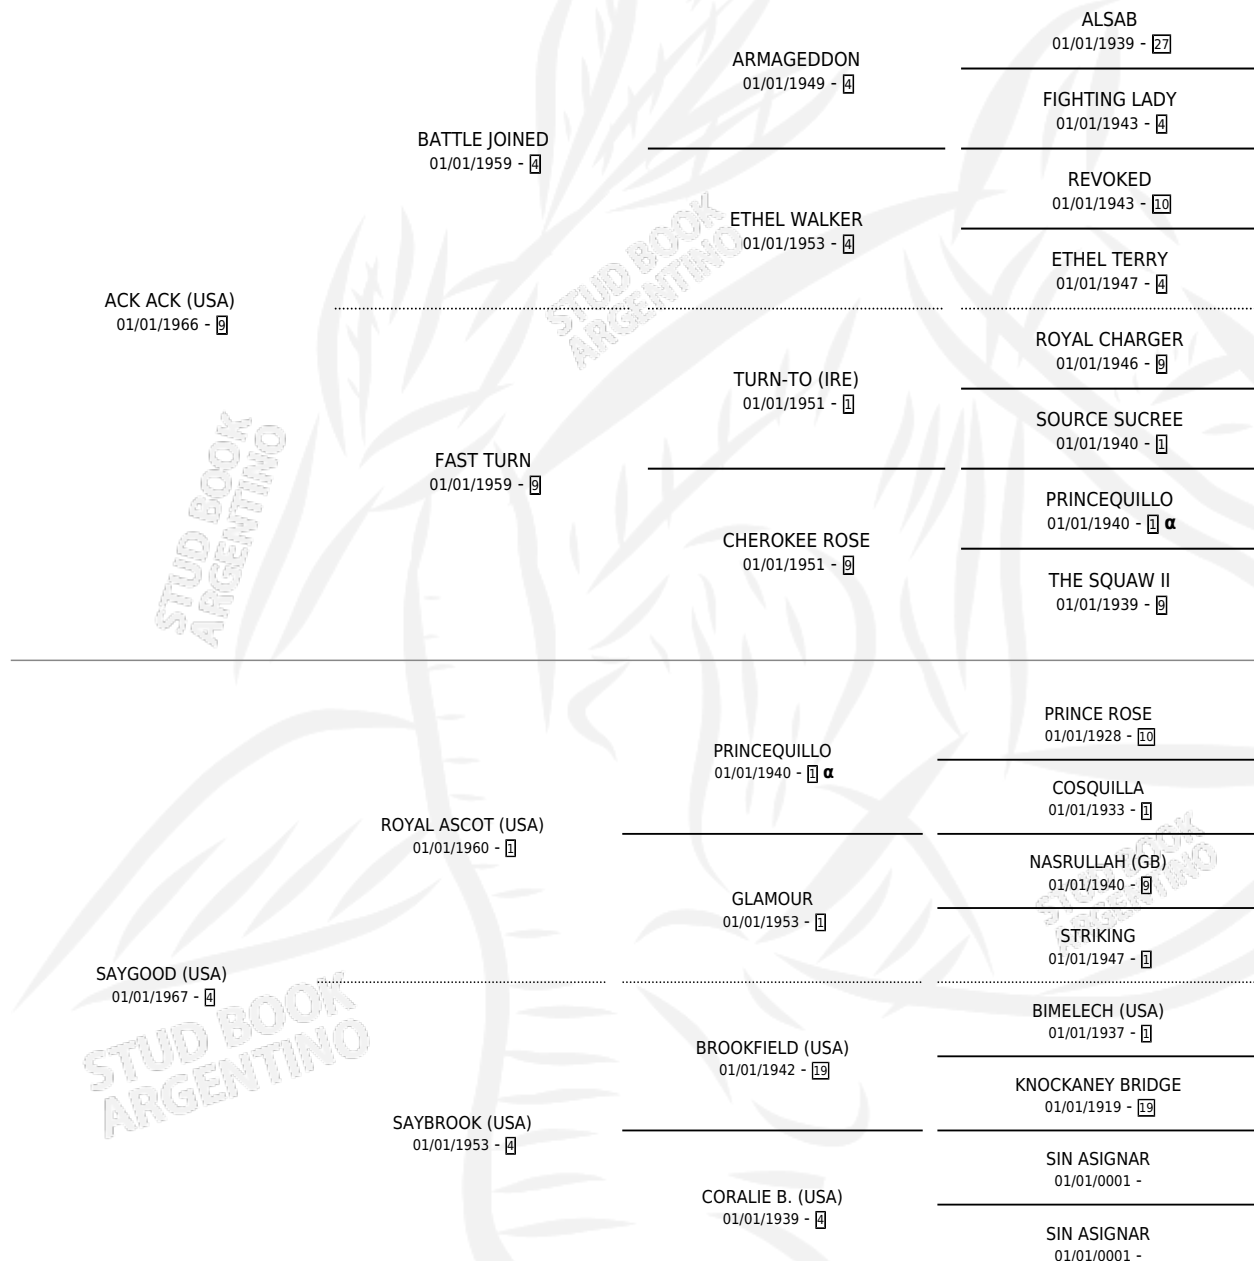 ALSAB
01/01/1939 - 27
ARMAGEDDON
01/01/1949 - 4
FIGHTING LADY
01/01/1943 - 4
BATTLE JOINED
01/01/1959 - 4
REVOKED
01/01/1943 - 10
ETHEL WALKER
01/01/1953 - 4
ETHEL TERRY
01/01/1947 - 4
ACK ACK (USA)
01/01/1966 - 9
ROYAL CHARGER
01/01/1946 - 9
TURN-TO (IRE)
01/01/1951 - 1
SOURCE SUCREE
01/01/1940 - 1
FAST TURN
01/01/1959 - 9
PRINCEQUILLO
01/01/1940 - 1 α
CHEROKEE ROSE
01/01/1951 - 9
THE SQUAW II
01/01/1939 - 9
PRINCE ROSE
01/01/1928 - 10
PRINCEQUILLO
01/01/1940 - 1 α
COSQUILLA
01/01/1933 - 1
ROYAL ASCOT (USA)
01/01/1960 - 1
NASRULLAH (GB)
01/01/1940 - 9
GLAMOUR
01/01/1953 - 1
STRIKING
01/01/1947 - 1
SAYGOOD (USA)
01/01/1967 - 4
BIMELECH (USA)
01/01/1937 - 1
BROOKFIELD (USA)
01/01/1942 - 19
KNOCKANEY BRIDGE
01/01/1919 - 19
SAYBROOK (USA)
01/01/1953 - 4
SIN ASIGNAR
01/01/0001 -
CORALIE B. (USA)
01/01/1939 - 4
SIN ASIGNAR
01/01/0001 -
STUD BOOK
ARGENTINO
STUD BOOK
ARGENTINO
STUD BOOK
ARGENTINO
STUD BOOK
ARGENTINO